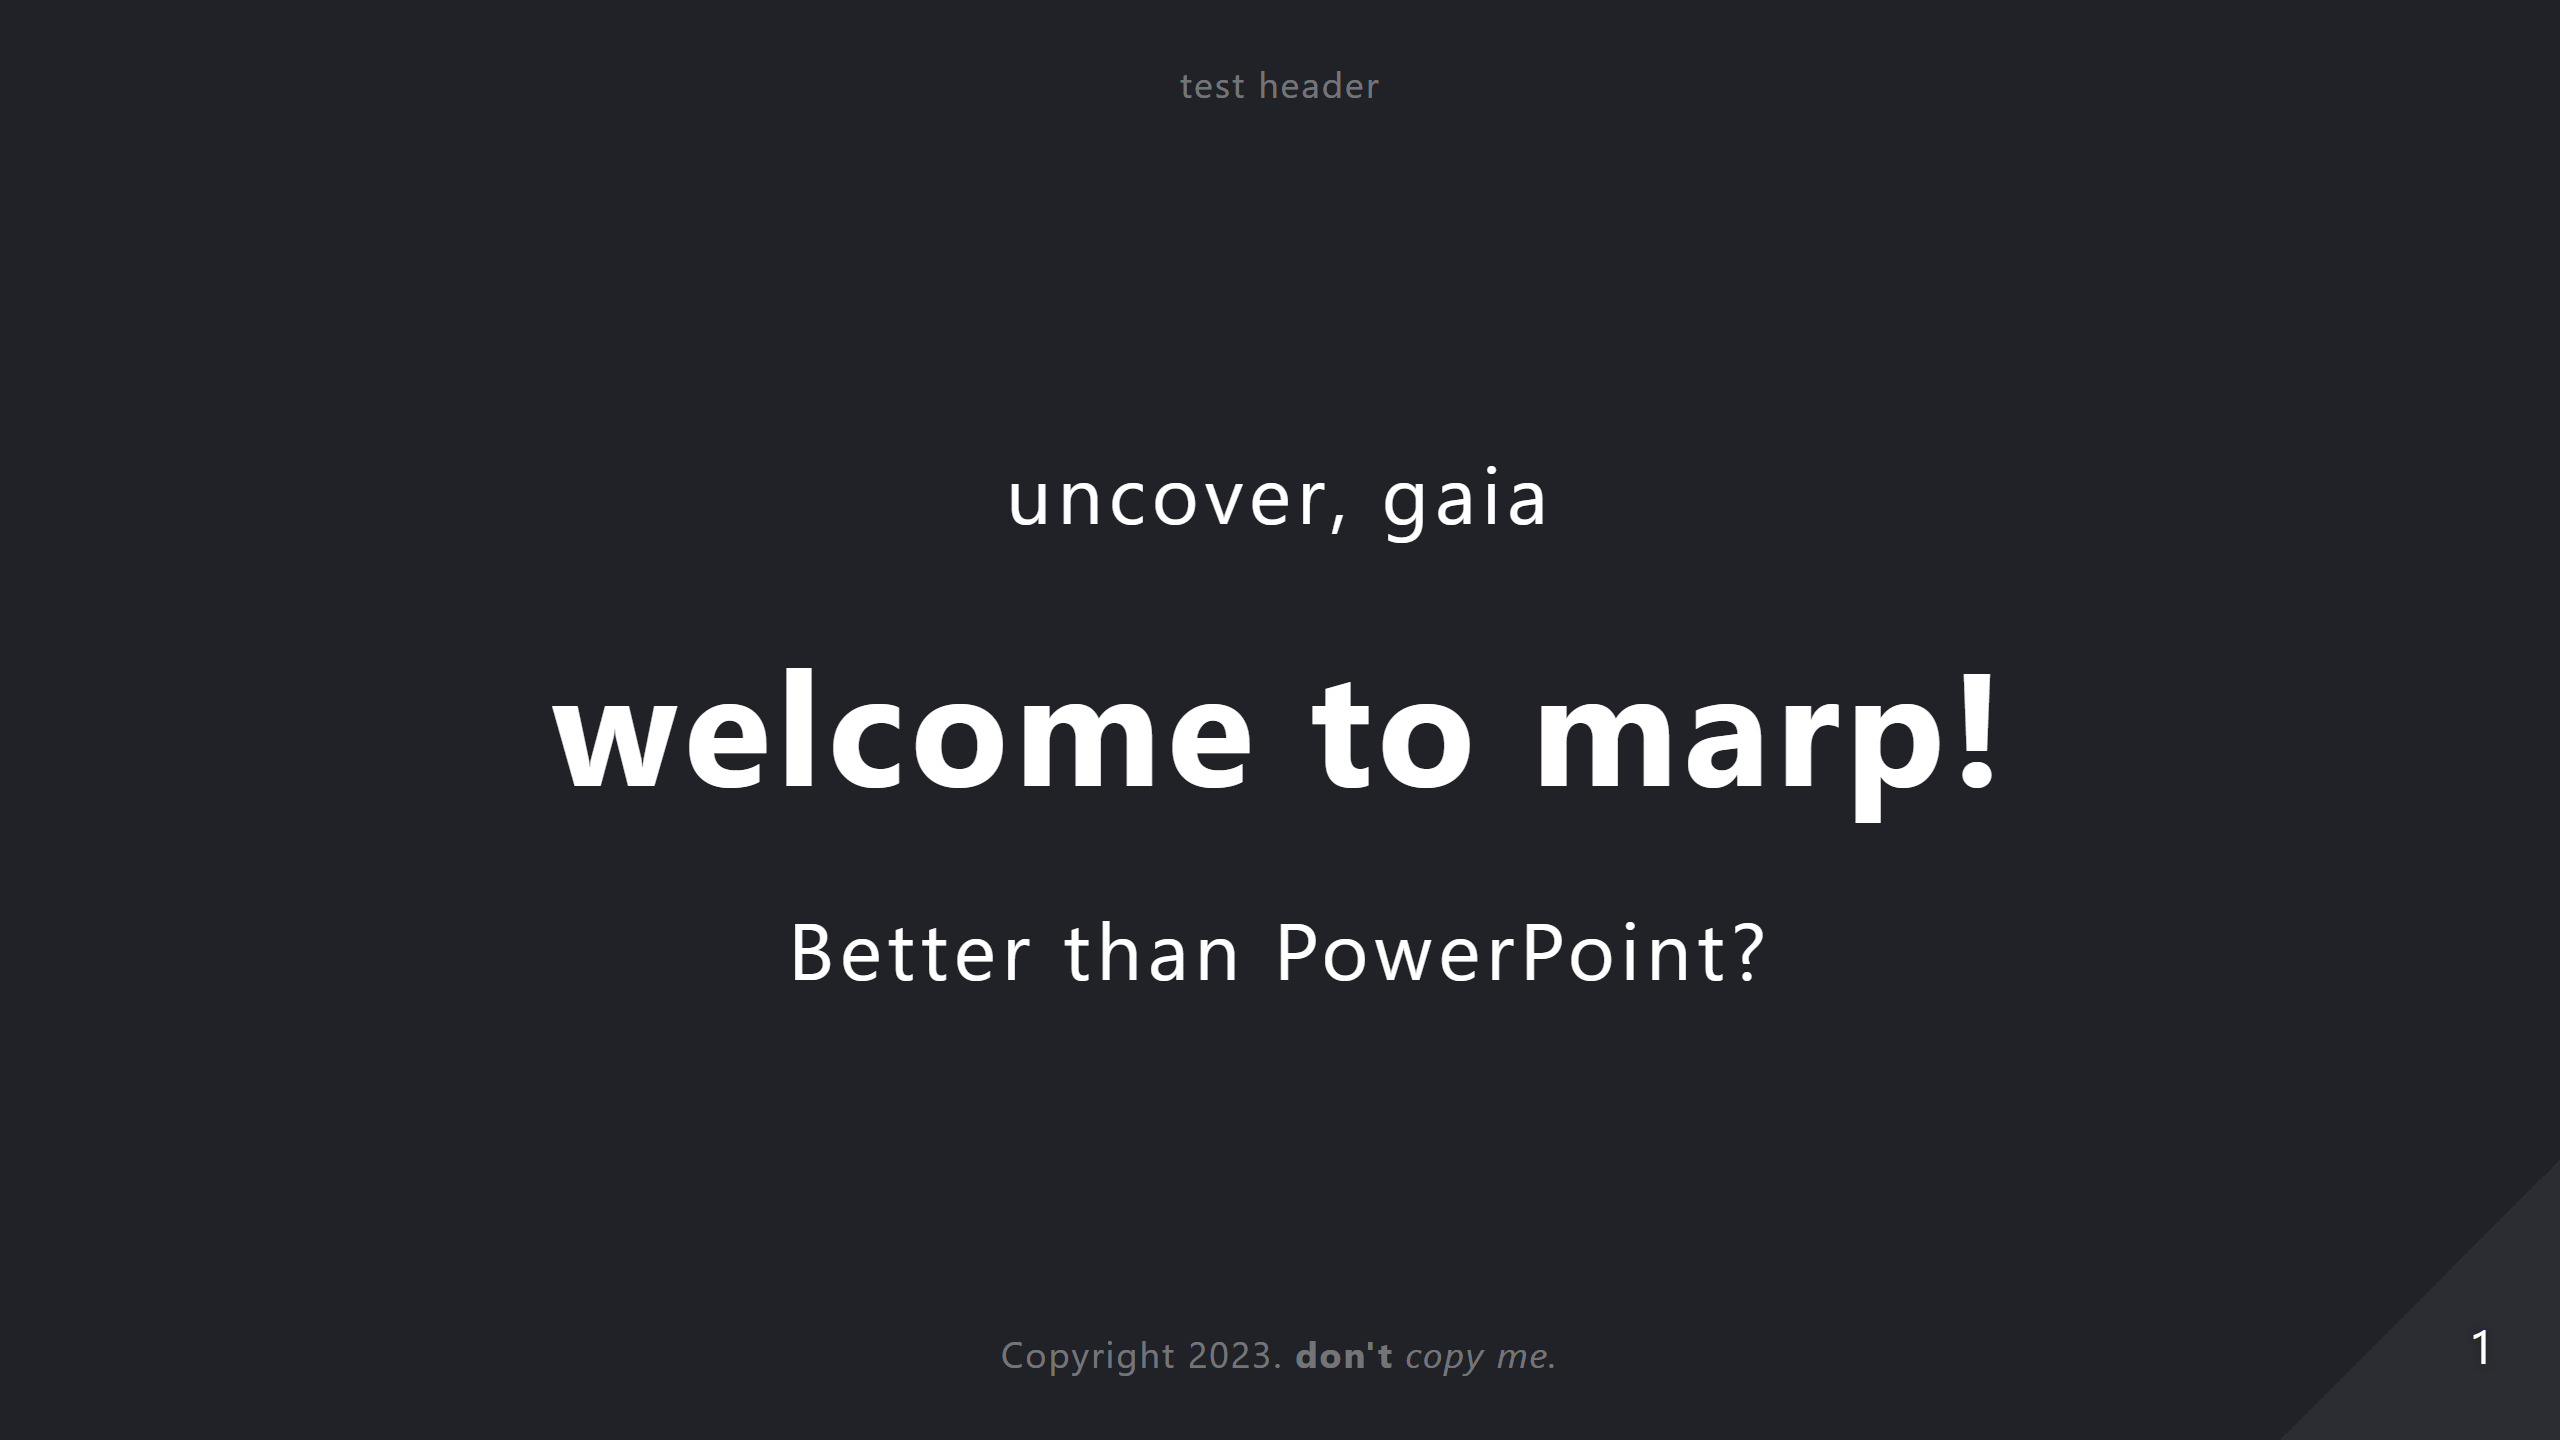 test header
uncover, gaia
welcome to marp!
Better than PowerPoint?
Copyright 2023. don't copy me.
1